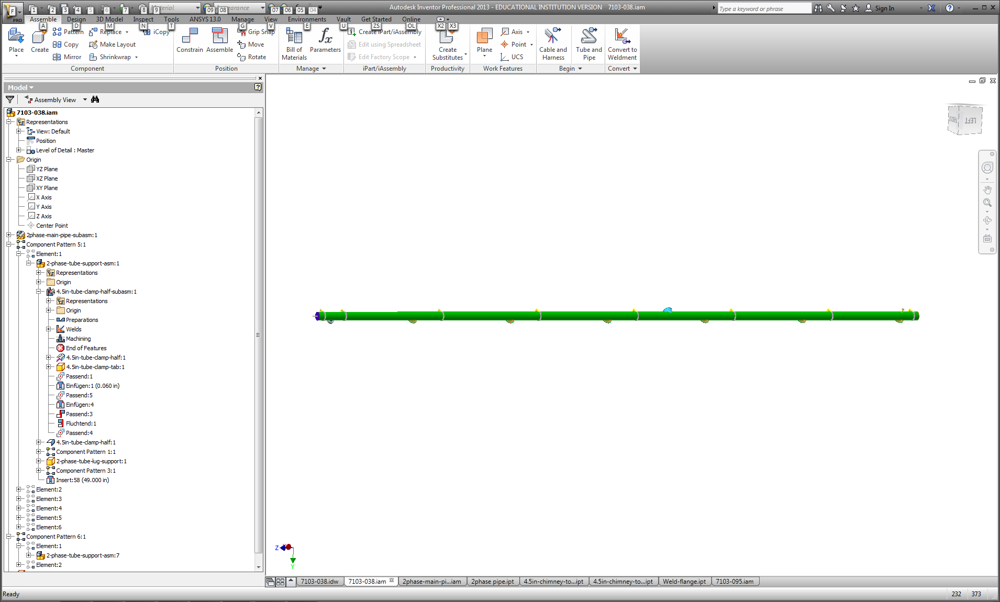 Autodesk Inventor Professional 2013 - EDUCATIONAL INSTITUTION VERSION 7103-038.iam
Type a keyword or phrase
Sign In
F
PRO
1
2
3
4
5
6
7
8
9
Material
09
08
Appearance
07
06
05
04
Assemble
Design
3D Model
Inspect
Tools
ANSYS 13.0
Manage
View
Environments
Vault
Get Started
Online
A
D
M
N
T
G
V
E
U
ZS
OL
X2
X3
Place
Create
Pattern
Copy
Mirror
Replace
Make Layout
Shrinkwrap
iCopy
Component
Constrain
Assemble
Grip Snap
Move
Rotate
Position
Bill of Materials
Parameters
Manage
Create iPart/iAssembly
Edit using Spreadsheet
Edit Factory Scope
iPart/iAssembly
Create Substitutes
Productivity
Plane
Axis
Point
UCS
Work Features
Cable and Harness
Tube and Pipe
Begin
Convert to Weldment
Convert
Model
Assembly View
7103-038.iam
Representations
View: Default
Position
Level of Detail : Master
Origin
YZ Plane
XZ Plane
XY Plane
X Axis
Y Axis
Z Axis
Center Point
2phase-main-pipe-subasm:1
Component Pattern 5:1
Element:1
2-phase-tube-support-asm:1
Representations
Origin
4.5in-tube-clamp-half-subasm:1
Representations
Origin
Preparations
Welds
Machining
End of Features
4.5in-tube-clamp-half:1
4.5in-tube-clamp-tab:1
Passend:1
Einfügen:1 (0.060 in)
Passend:5
Einfügen:4
Passend:3
Fluchtend:1
Passend:4
4.5in-tube-clamp-half:1
Component Pattern 1:1
2-phase-tube-lug-support:1
Component Pattern 3:1
Insert:58 (49.000 in)
Element:2
Element:3
Element:4
Element:5
Element:6
Component Pattern 6:1
Element:1
2-phase-tube-support-asm:7
Element:2
LEFT
Z
Y
7103-038.idw
7103-038.iam
2phase-main-pi...iam
2phase pipe.ipt
4.5in-chimney-to...ipt
4.5in-chimney-to...ipt
Weld-flange.ipt
7103-095.iam
Ready
232
373